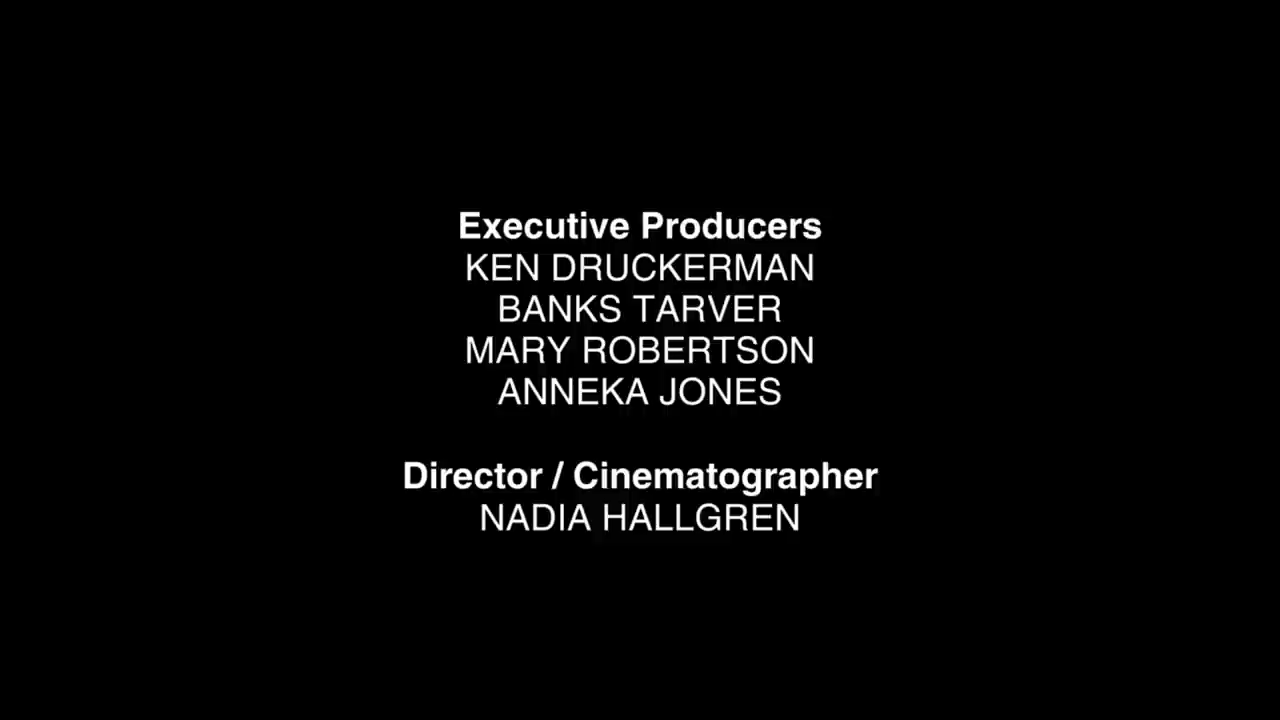 Executive Producers
KEN DRUCKERMAN
BANKS TARVER
MARY ROBERTSON
ANNEKA JONES
Director / Cinematographer
NADIA HALLGREN